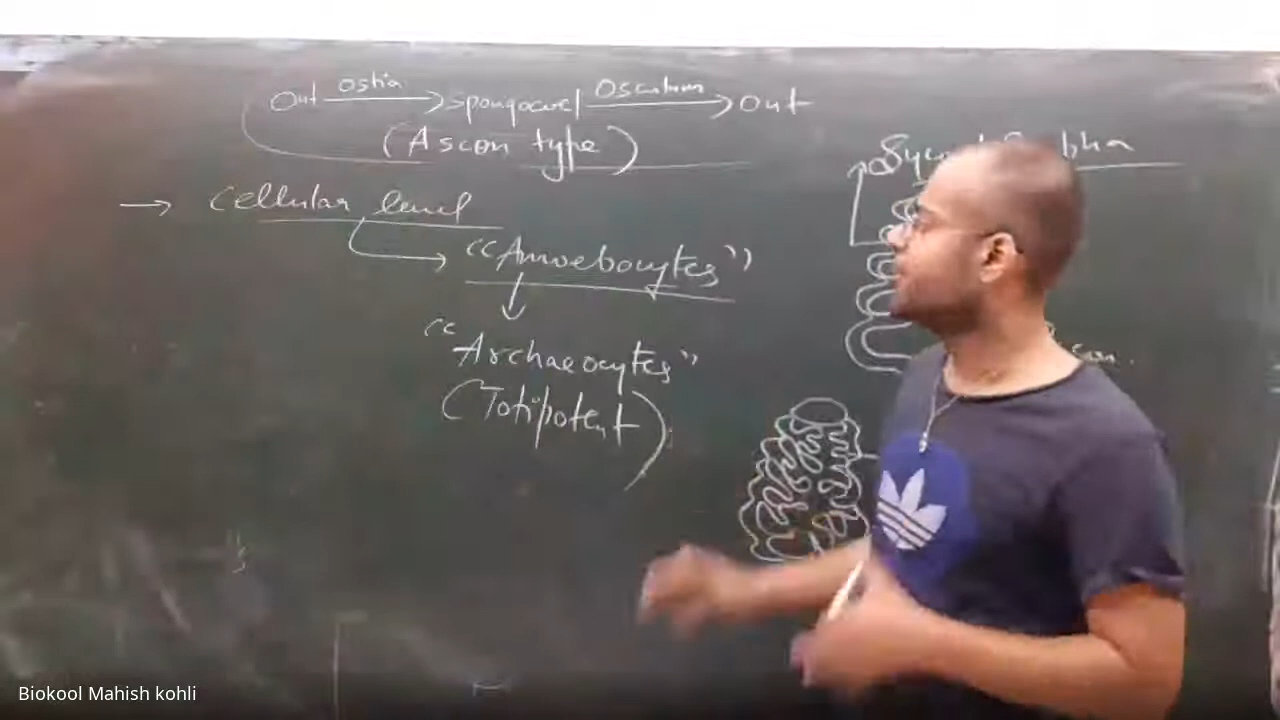 Out ostia → spongocoel Osculum → out
(Ascon type)
→ Cellular level
"Amoebocytes"
"Archaeocytes"
(Totipotent)
Biokool Mahish kohli